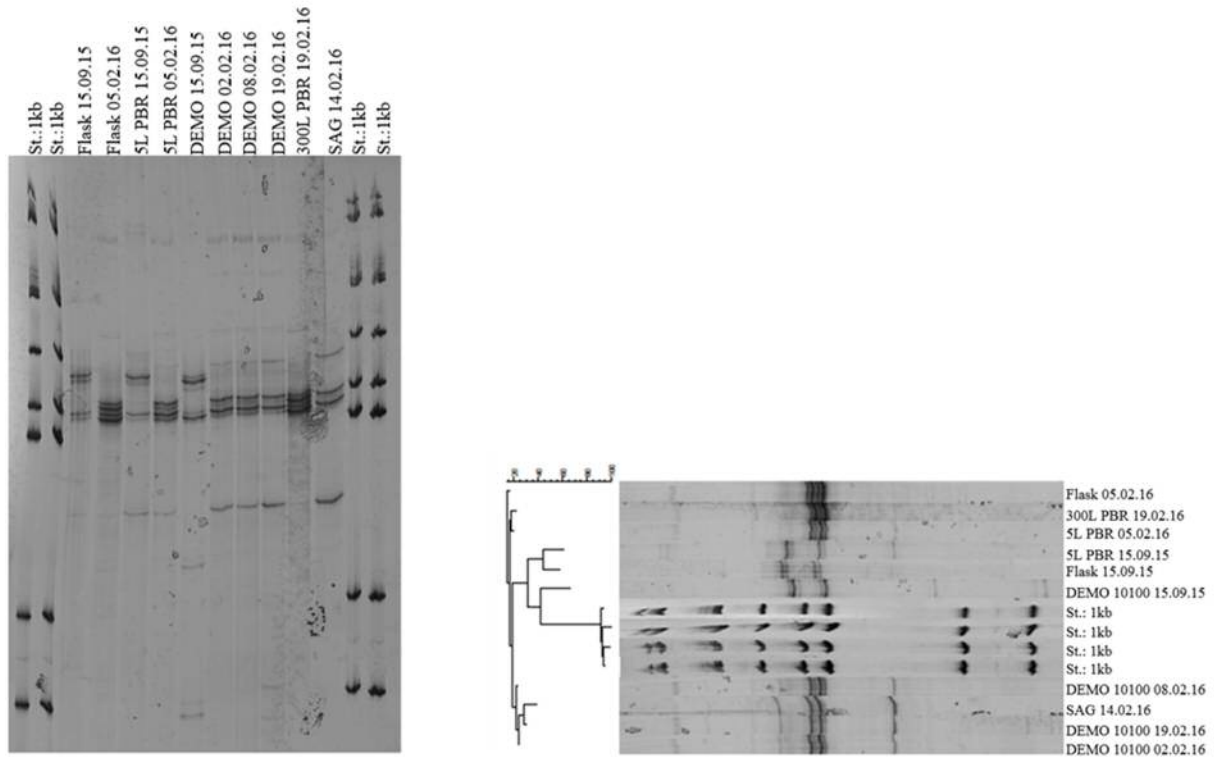 St.:1kb
St.:1kb
Flask 15.09.15
Flask 05.02.16
5L PBR 15.09.15
5L PBR 05.02.16
DEMO 15.09.15
DEMO 02.02.16
DEMO 08.02.16
DEMO 19.02.16
300L PBR 19.02.16
SAG 14.02.16
St.:1kb
St.:1kb
20
40
60
80
100
Flask 05.02.16
300L PBR 19.02.16
5L PBR 05.02.16
5L PBR 15.09.15
Flask 15.09.15
DEMO 10100 15.09.15
St.: 1kb
St.: 1kb
St.: 1kb
St.: 1kb
DEMO 10100 08.02.16
SAG 14.02.16
DEMO 10100 19.02.16
DEMO 10100 02.02.16